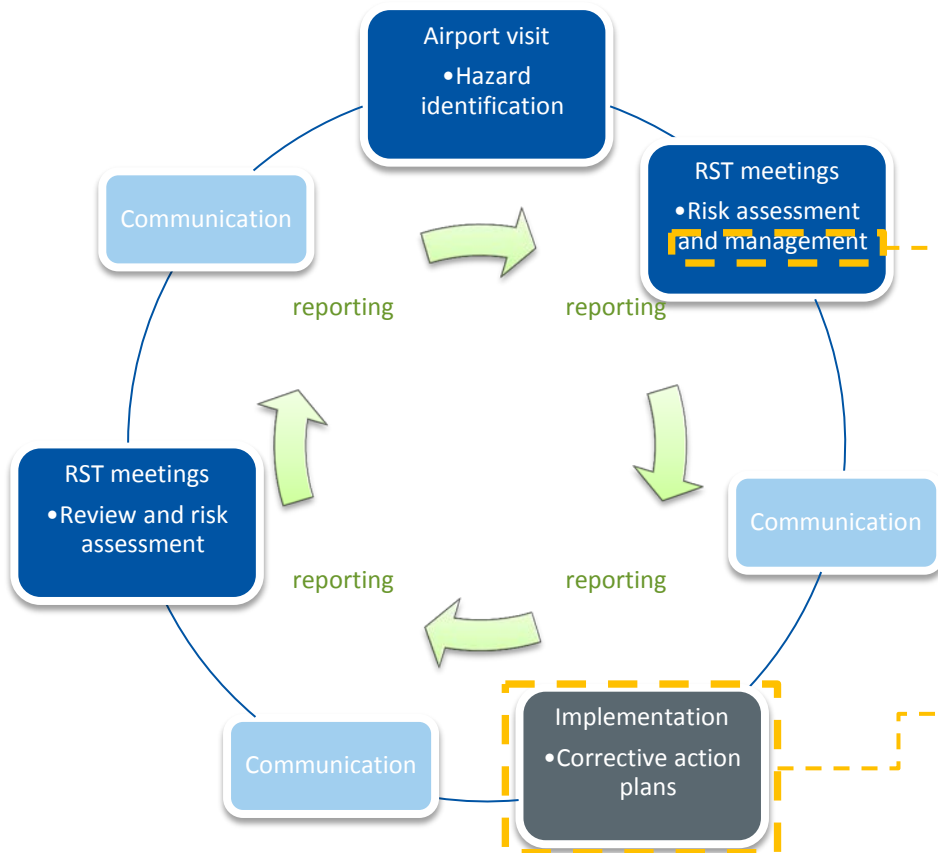 Airport visit
•Hazard
identification
RST meetings
•Risk assessment
and management
Communication
reporting
reporting
RST meetings
•Review and risk
assessment
Communication
reporting
reporting
Implementation
•Corrective action
plans
Communication